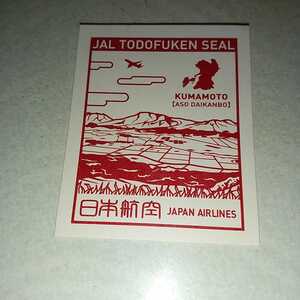 JAL TODOFUKEN SEAL
KUMAMOTO
[ASO DAIKANBO]
日本航空 JAPAN AIRLINES